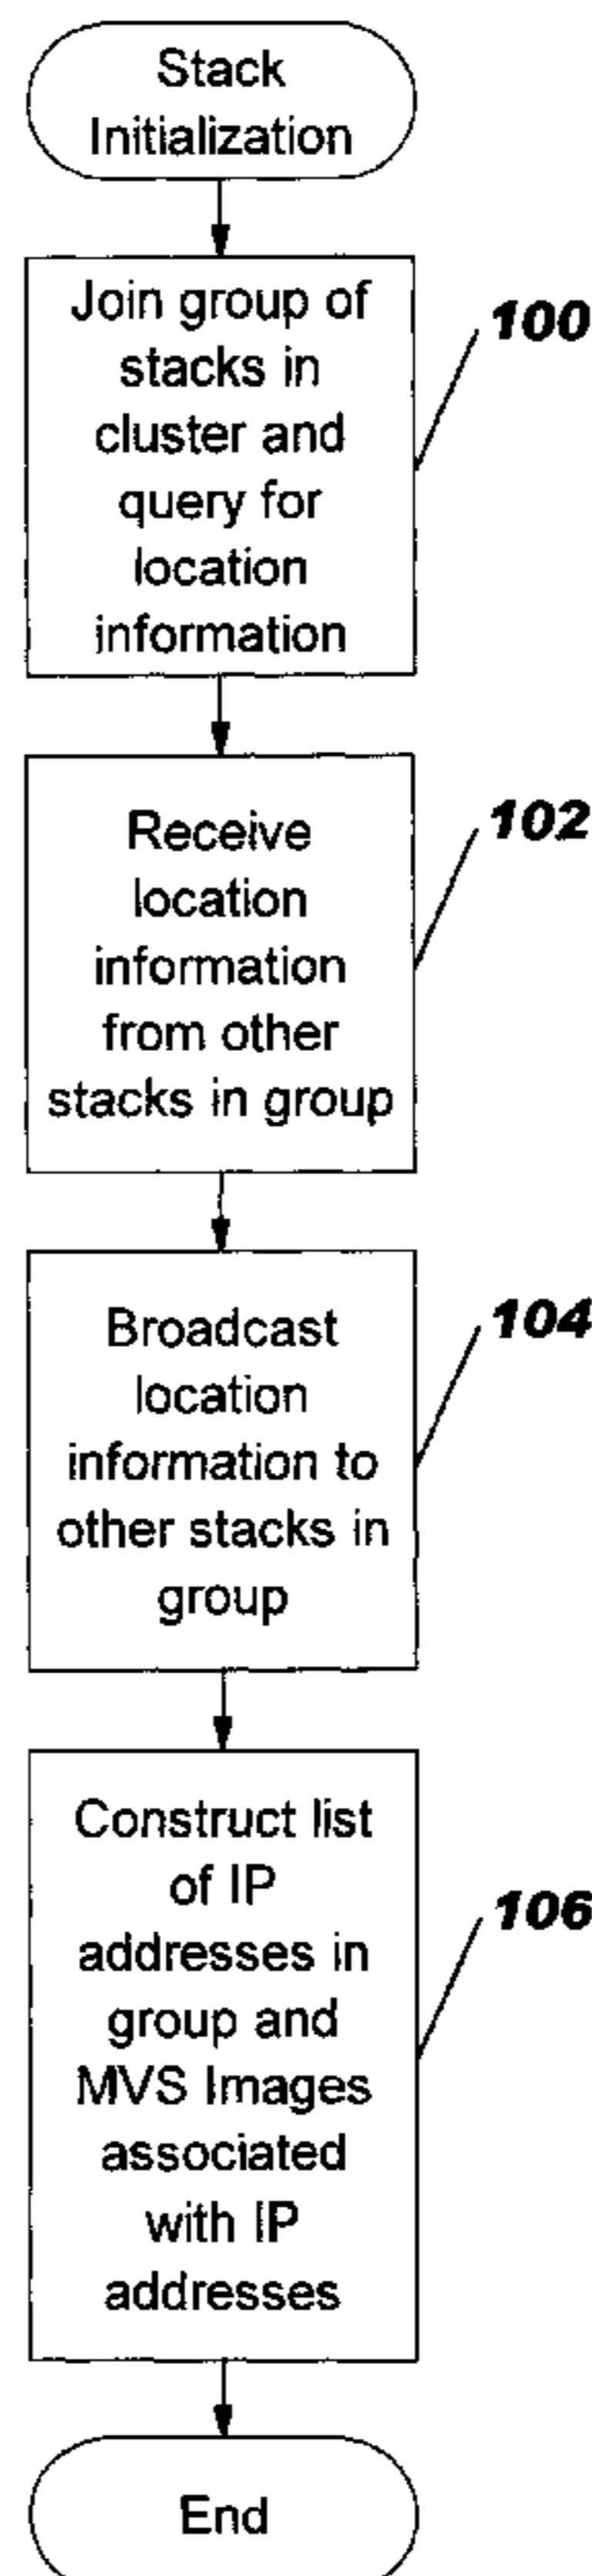 Stack
Initialization
Join group of
stacks in
cluster and
query for
location
information
100
Receive
location
information
from other
stacks in group
102
Broadcast
location
information to
other stacks in
group
104
Construct list
of IP
addresses in
group and
MVS Images
associated
with IP
addresses
106
End